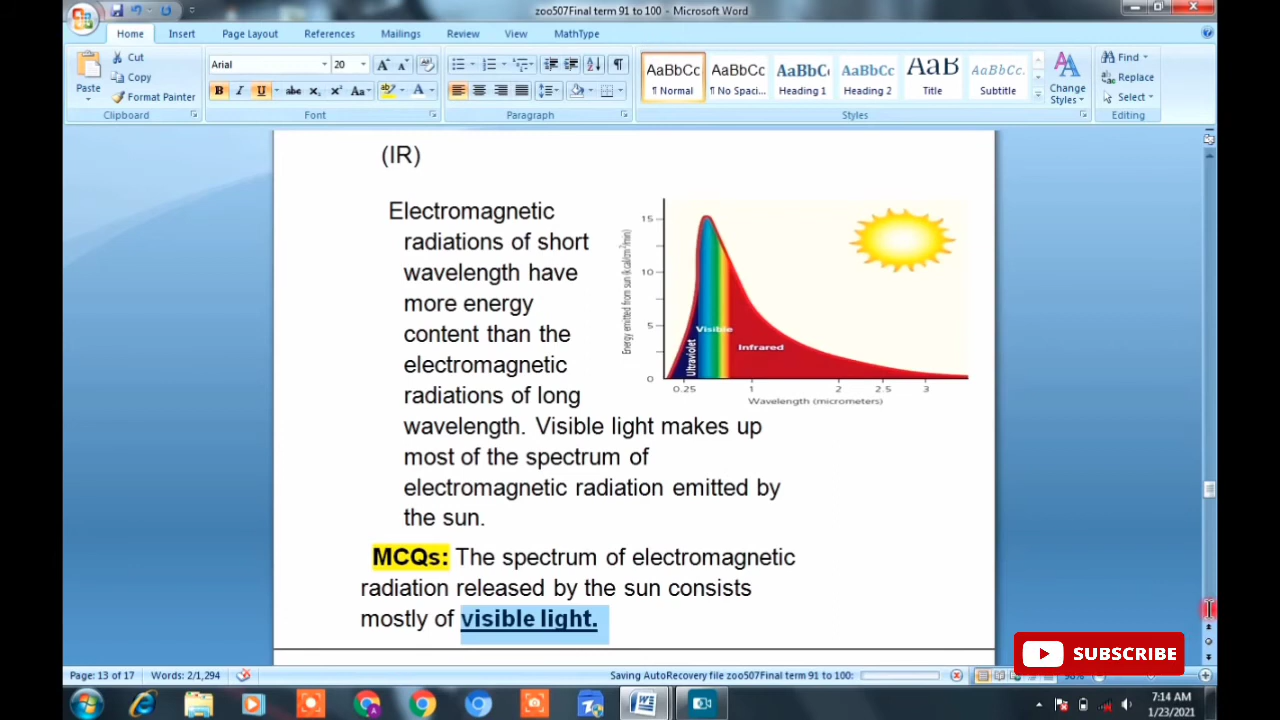 zoo507Final term 91 to 100 - Microsoft Word
Home Insert Page Layout References Mailings Review View MathType
Paste
Cut
Copy
Format Painter
Clipboard
Arial 20
Font
Paragraph
AaBbCc AaBbCc AaBbC AaBbCc AaB AaBbCc.
¶ Normal ¶ No Spaci... Heading 1 Heading 2 Title Subtitle
Change Styles
Styles
Find
Replace
Select
Editing
(IR)
Electromagnetic
radiations of short
wavelength have
more energy
content than the
electromagnetic
radiations of long
wavelength. Visible light makes up
most of the spectrum of
electromagnetic radiation emitted by
the sun.
Energy emitted from sun (kcal/cm²/min)
15
10
5
0
Ultraviolet
Visible
Infrared
0.25 1 2 2.5 3
Wavelength (micrometers)
MCQs: The spectrum of electromagnetic
radiation released by the sun consists
mostly of visible light.
SUBSCRIBE
Page: 13 of 17 Words: 2/1,294 Saving AutoRecovery file zoo507Final term 91 to 100:
7:14 AM
1/23/2021